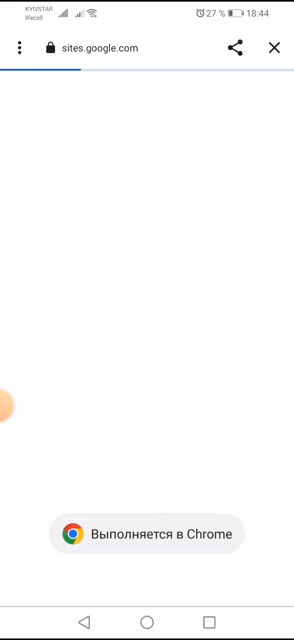 KYIVSTAR
lifecell
27 % 18:44
sites.google.com
Выполняется в Chrome